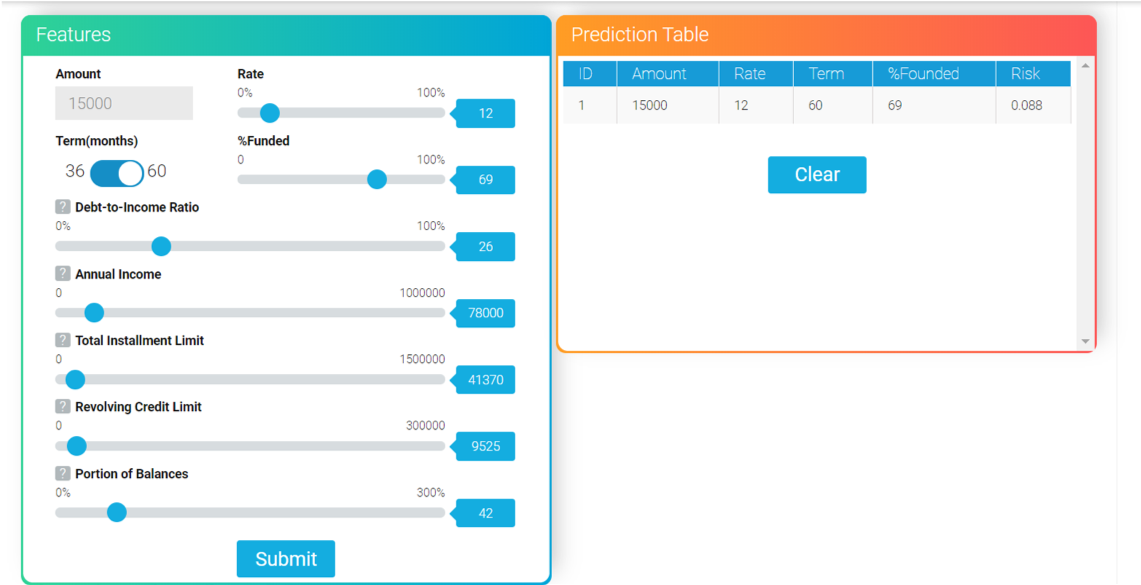 Features
Amount
15000
Rate
0% 100%
12
Term(months)
36 60
%Funded
0 100%
69
? Debt-to-Income Ratio
0% 100%
26
? Annual Income
0 1000000
78000
? Total Installment Limit
0 1500000
41370
? Revolving Credit Limit
0 300000
9525
? Portion of Balances
0% 300%
42
Submit
Prediction Table
ID Amount Rate Term %Founded Risk
1 15000 12 60 69 0.088
Clear